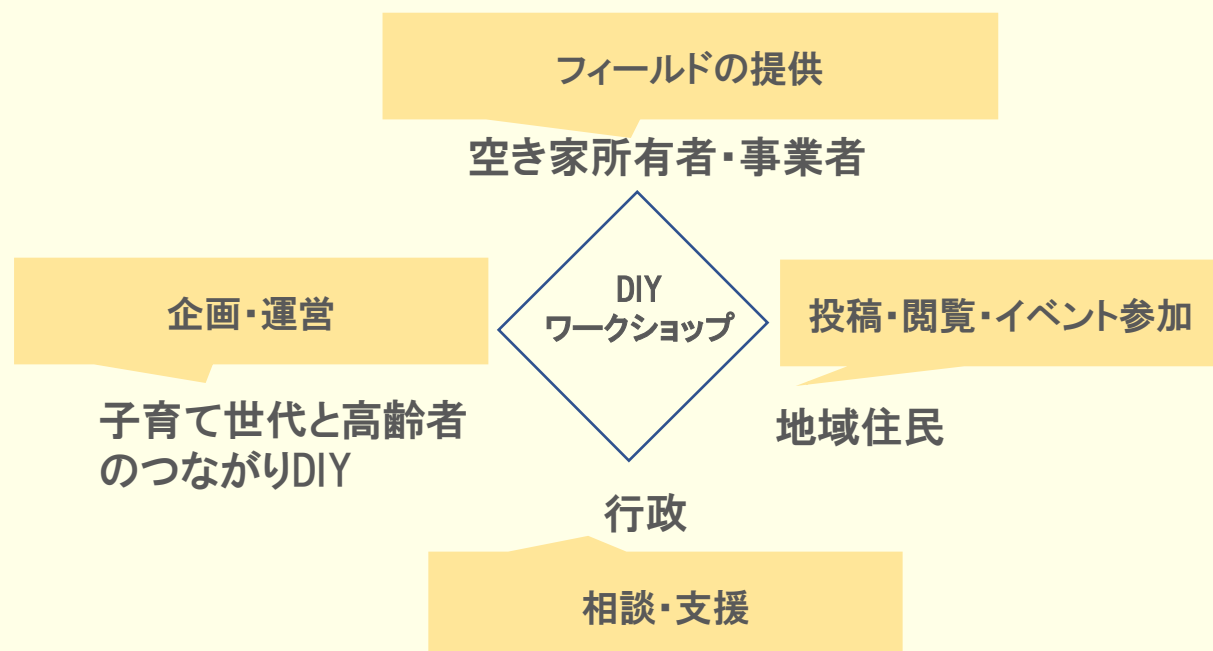 フィールドの提供
空き家所有者・事業者
企画・運営
DIY
ワークショップ
投稿・閲覧・イベント参加
子育て世代と高齢者
のつながりDIY
地域住民
行政
相談・支援